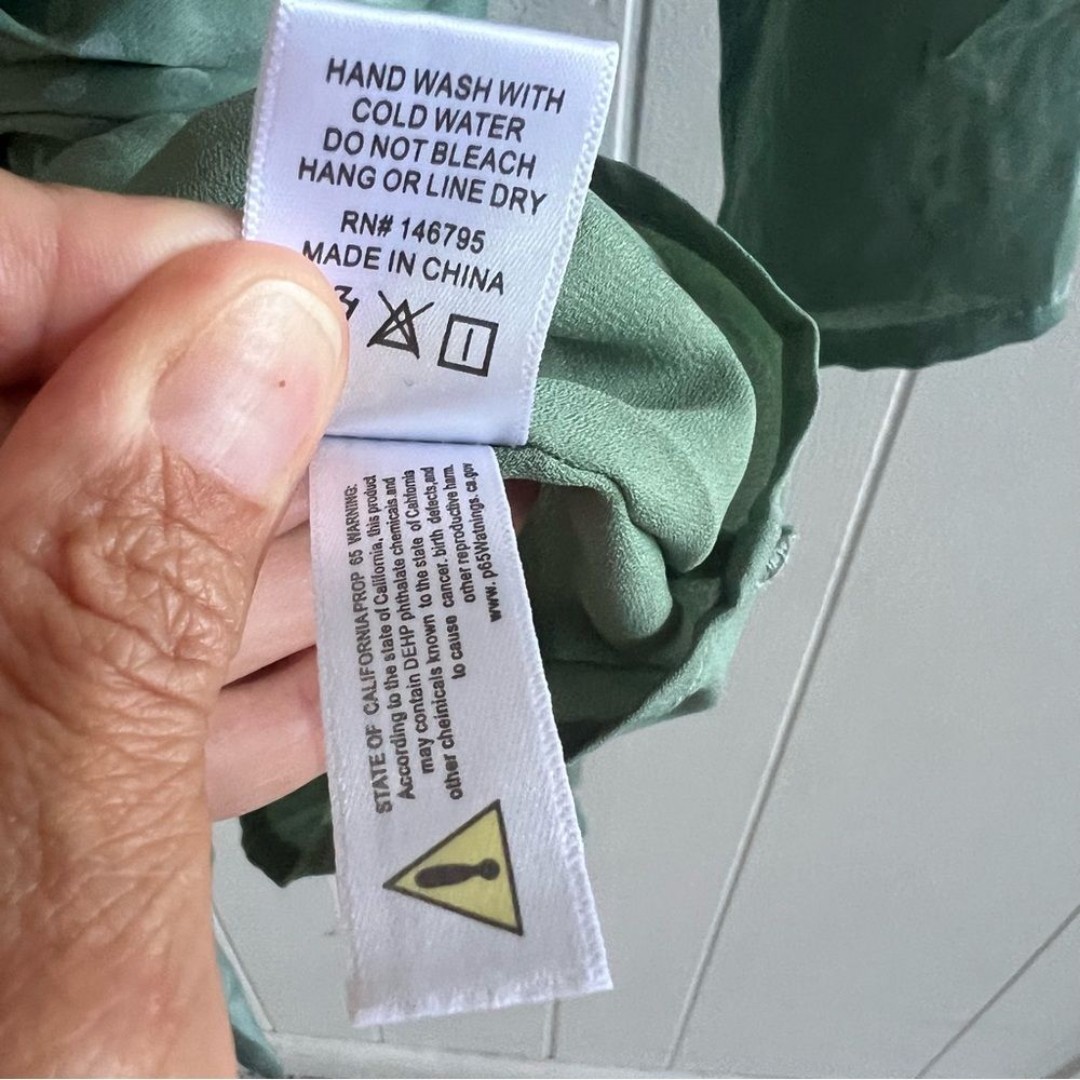 HAND WASH WITH
COLD WATER
DO NOT BLEACH
HANG OR LINE DRY
RN# 146795
MADE IN CHINA
STATE OF CALIFORNIA PROP 65 WARNING:
According to the state of California, this product
may contain DEHP phthalate chemicals and
other cheinicals known to the state of Cahfornia
to cause cancer. birth defects,and
other reproductive harm.
www. p65Watnings. ca.gov